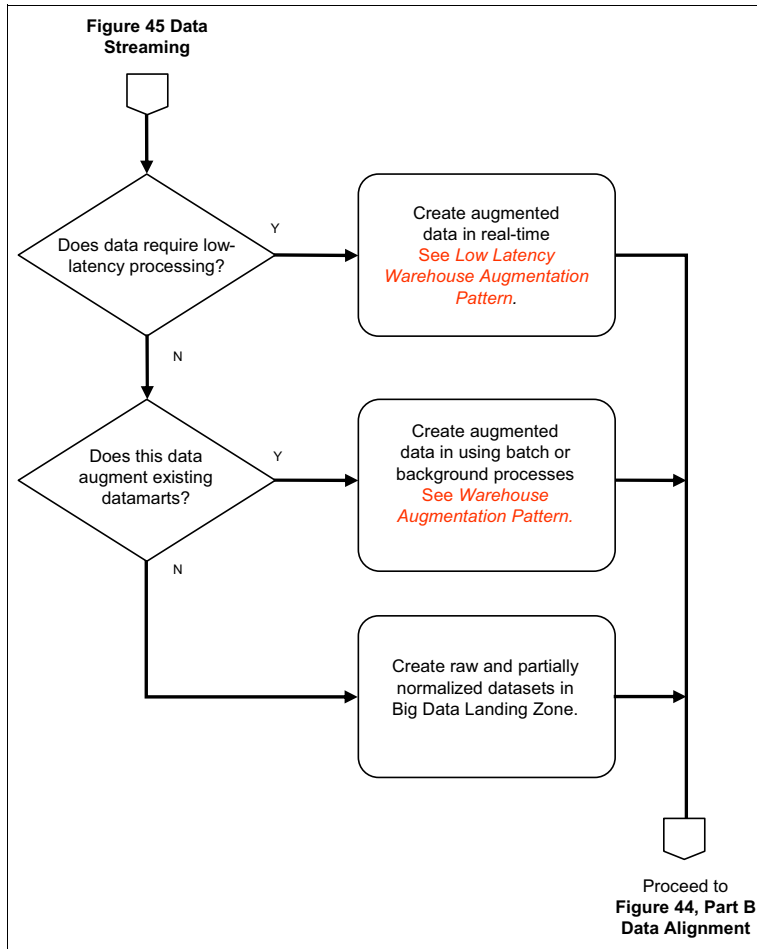 Figure 45 Data
Streaming
Does data require low-
latency processing?
Y
Create augmented
data in real-time
See Low Latency
Warehouse Augmentation
Pattern.
N
Does this data
augment existing
datamarts?
Y
Create augmented
data in using batch or
background processes
See Warehouse
Augmentation Pattern.
N
Create raw and partially
normalized datasets in
Big Data Landing Zone.
Proceed to
Figure 44, Part B
Data Alignment